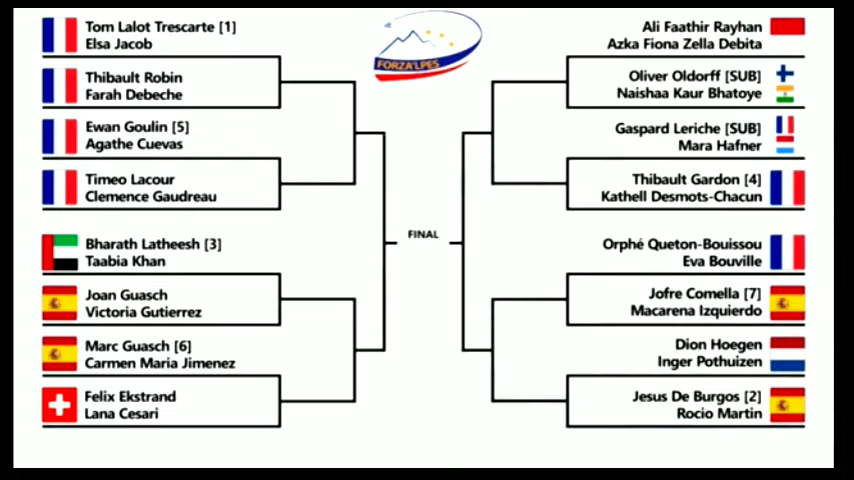 Tom Lalot Trescarte [1]
Elsa Jacob
Thibault Robin
Farah Debeche
Ewan Goulin [5]
Agathe Cuevas
Timeo Lacour
Clemence Gaudreau
Bharath Latheesh [3]
Taabia Khan
Joan Guasch
Victoria Gutierrez
Marc Guasch [6]
Carmen Maria Jimenez
Felix Ekstrand
Lana Cesari
FORZA'LPES
FINAL
Ali Faathir Rayhan
Azka Fiona Zella Debita
Oliver Oldorff [SUB]
Naishaa Kaur Bhatoye
Gaspard Leriche [SUB]
Mara Hafner
Thibault Gardon [4]
Kathell Desmots-Chacun
Orphé Queton-Bouissou
Eva Bouville
Jofre Comella [7]
Macarena Izquierdo
Dion Hoegen
Inger Pothuizen
Jesus De Burgos [2]
Rocio Martin